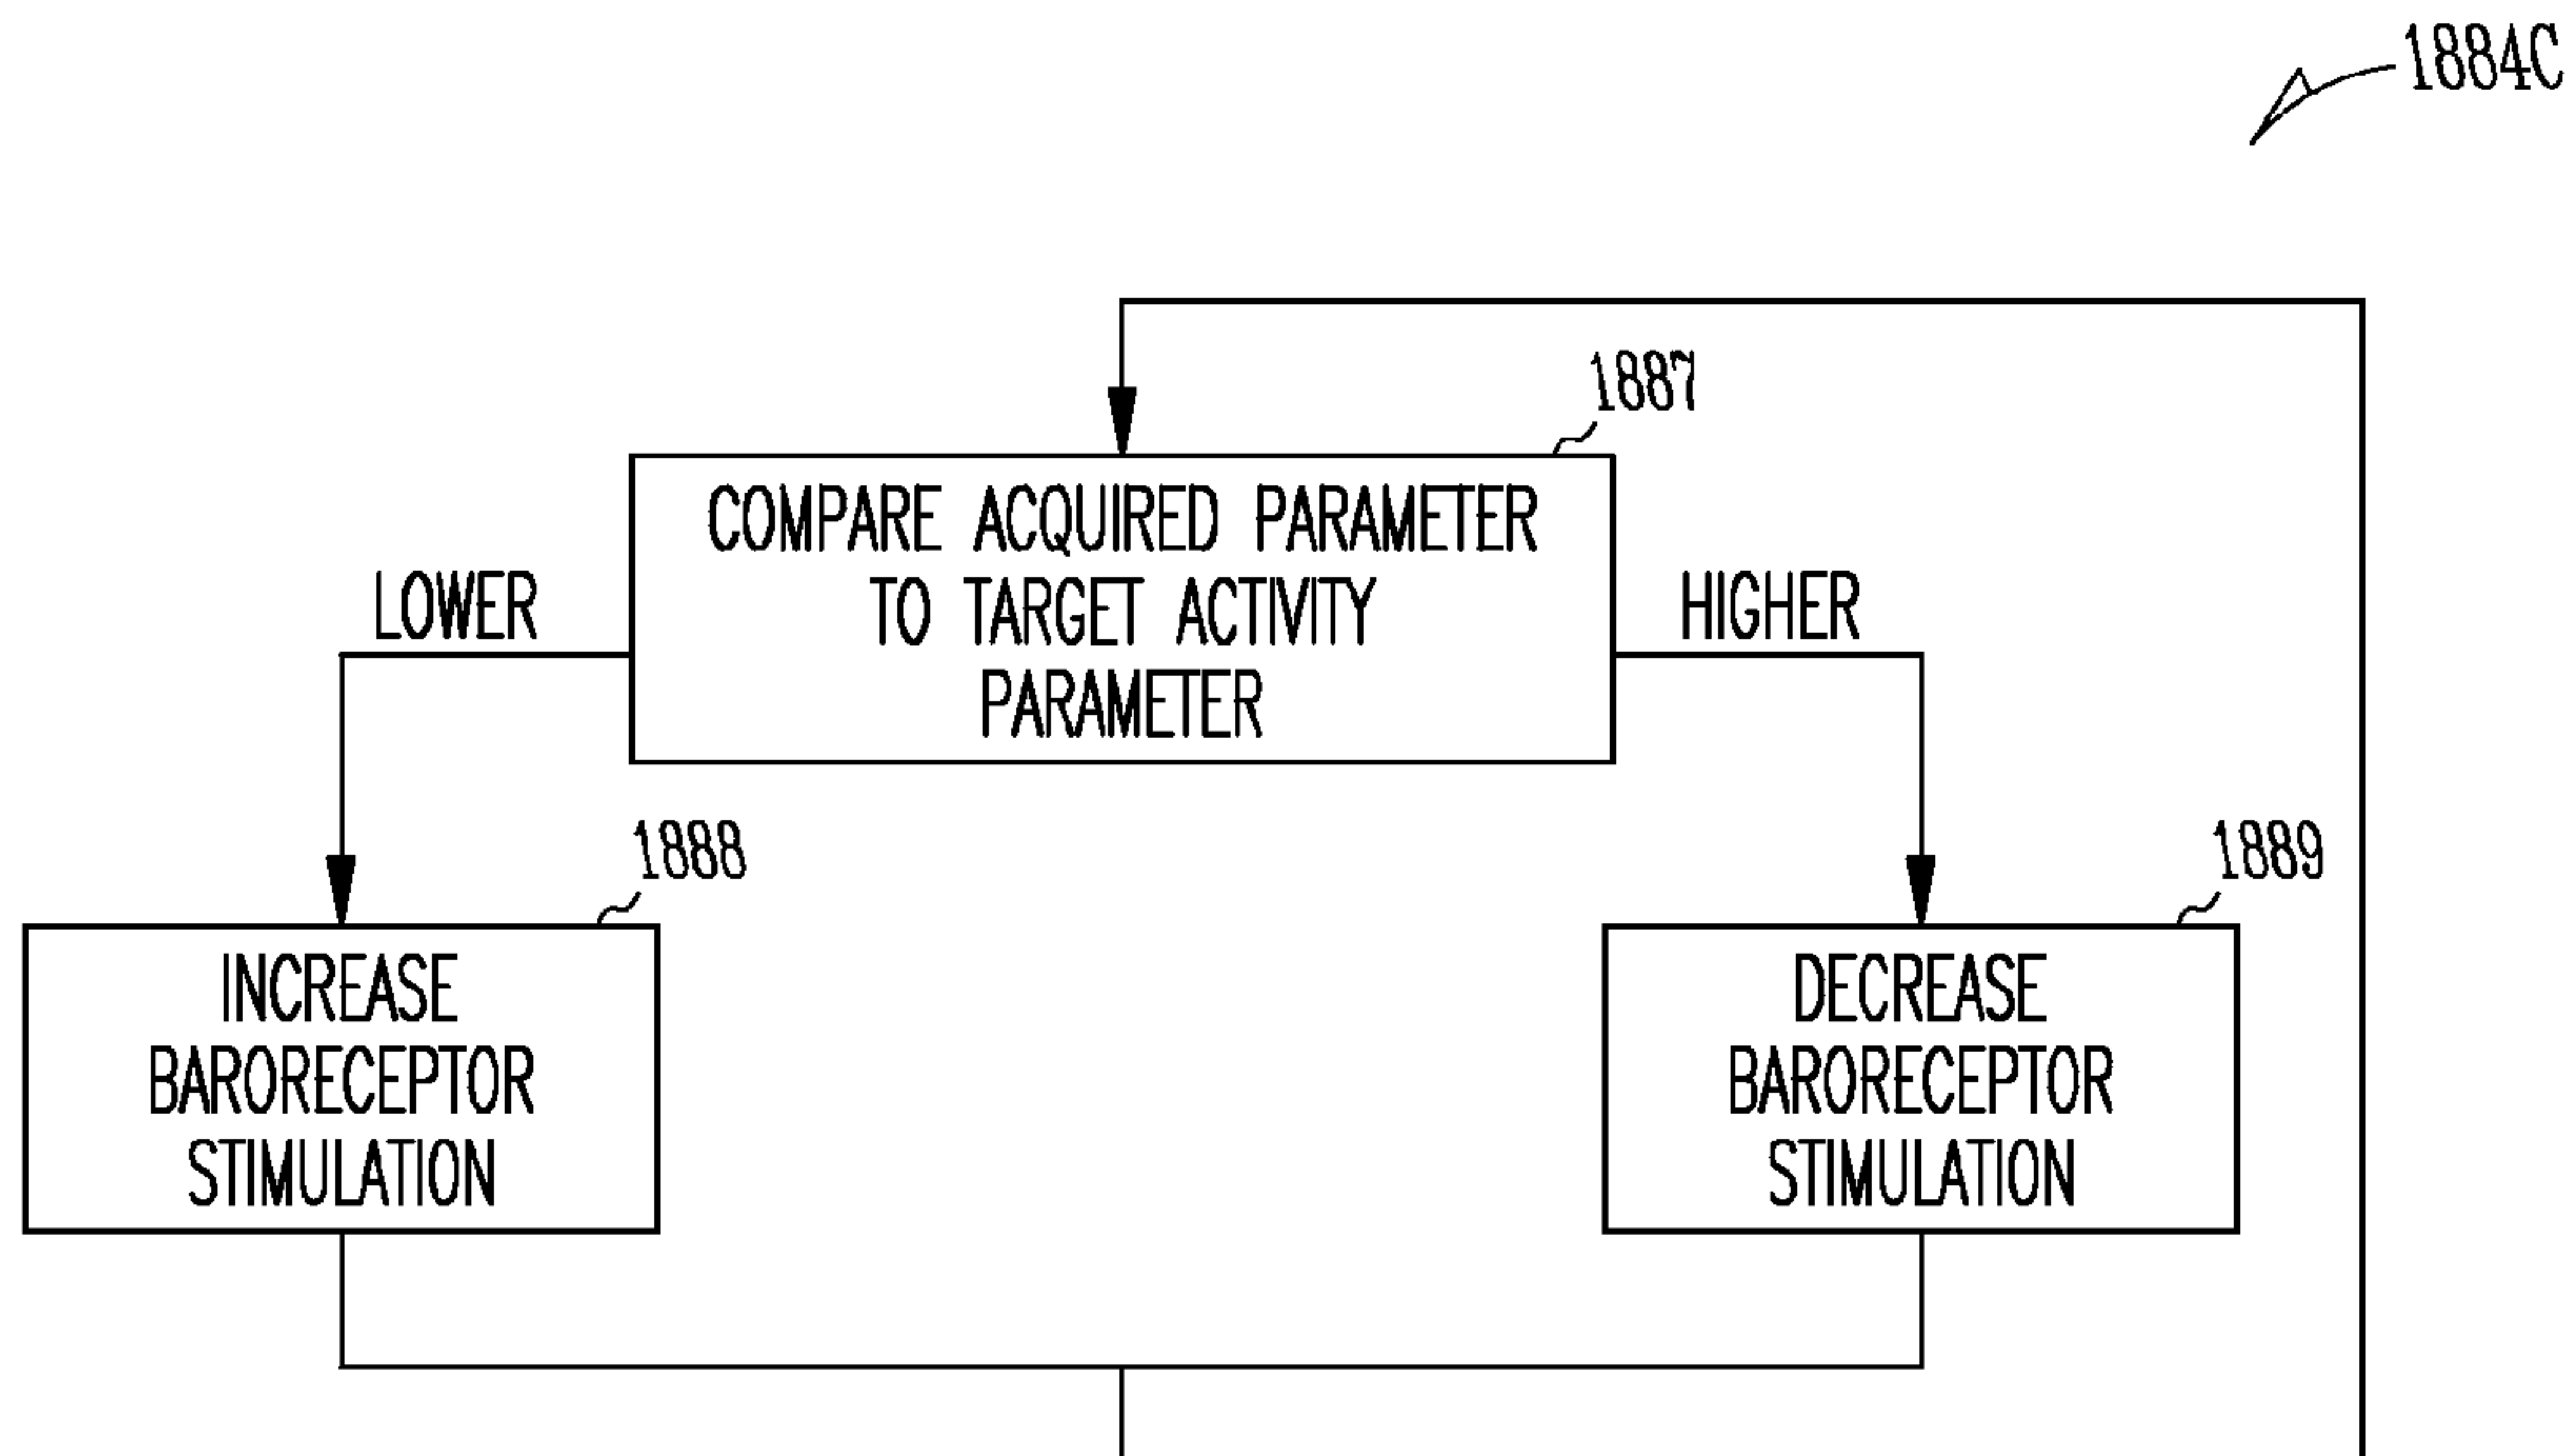 1884C
1887
COMPARE ACQUIRED PARAMETER
TO TARGET ACTIVITY
PARAMETER
LOWER
HIGHER
1888
INCREASE
BARORECEPTOR
STIMULATION
1889
DECREASE
BARORECEPTOR
STIMULATION